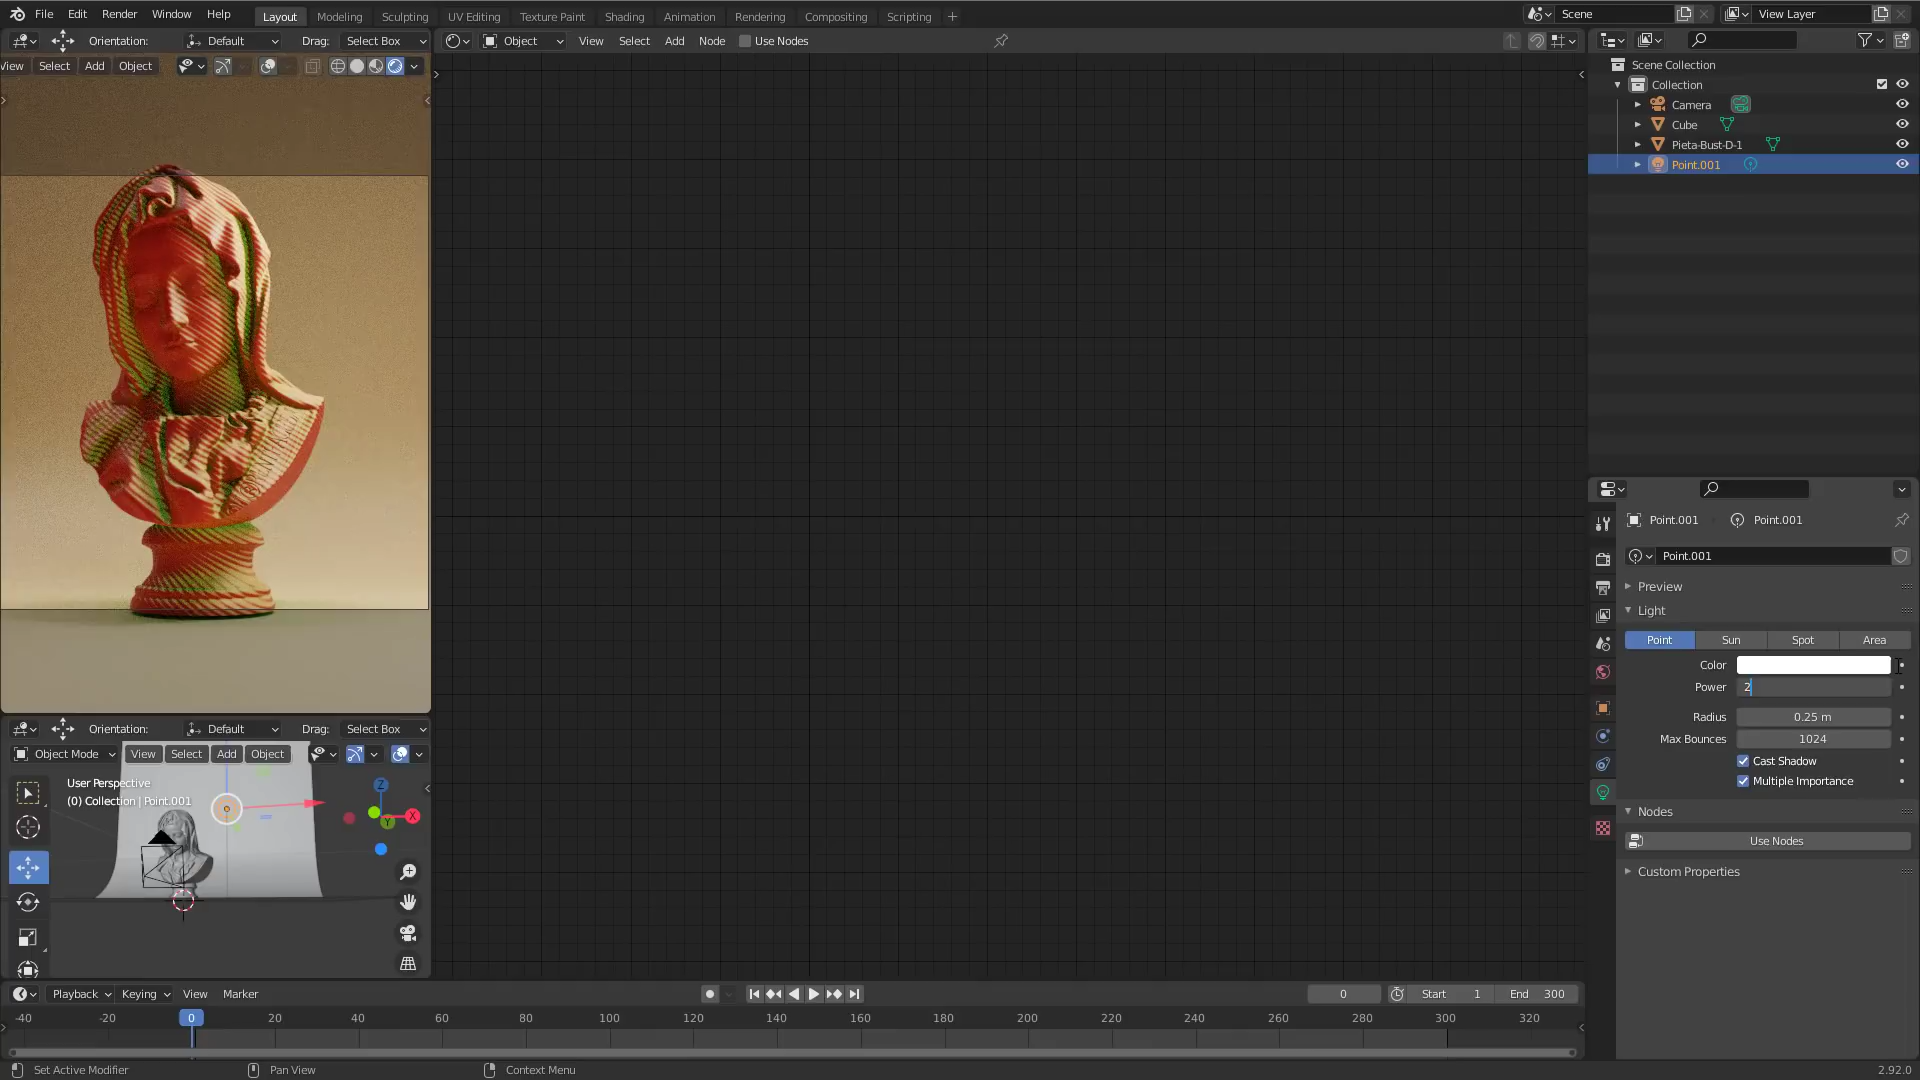 File Edit Render Window Help Layout Modeling Sculpting UV Editing Texture Paint Shading Animation Rendering Compositing Scripting + Scene View Layer
Orientation: Default Drag: Select Box Object View Select Add Node Use Nodes
View Select Add Object
Scene Collection
Collection
Camera
Cube
Pieta-Bust-D-1
Point.001
Point.001 Point.001
Point.001
Preview
Light
Point Sun Spot Area
Color
Power 2
Radius 0.25 m
Max Bounces 1024
Cast Shadow
Multiple Importance
Nodes
Use Nodes
Custom Properties
Orientation: Default Drag: Select Box
Object Mode View Select Add Object
User Perspective
(0) Collection | Point.001
Z
X
Y
Playback Keying View Marker 0 Start 1 End 300
-40 -20 0 20 40 60 80 100 120 140 160 180 200 220 240 260 280 300 320
Set Active Modifier Pan View Context Menu 2.92.0